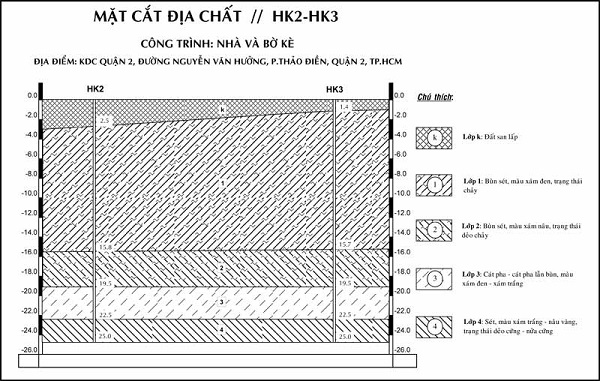 MẶT CẮT ĐỊA CHẤT // HK2-HK3
CÔNG TRÌNH: NHÀ VÀ BỜ KÈ
ĐỊA ĐIỂM: KDC QUẬN 2, ĐƯỜNG NGUYỄN VĂN HƯỞNG, P.THẢO ĐIỀN, QUẬN 2, TP.HCM
HK2 HK3
Chú thích:
0.0 0.0
k 1.4
-2.0 -2.0
2.5
-4.0 -4.0
-6.0 -6.0
-8.0 -8.0
-10.0 -10.0
-12.0 -12.0
-14.0 -14.0
15.8 15.7
-16.0 -16.0
2
-18.0 -18.0
19.5 19.5
-20.0 -20.0
3
-22.0 -22.0
22.5 22.5
-24.0 -24.0
4
25.0 25.0
-26.0 -26.0
k Lớp k: Đất san lấp
1 Lớp 1: Bùn sét, màu xám đen, trạng thái
chảy
2 Lớp 2: Bùn sét, màu xám nâu, trạng thái
dẻo chảy
3 Lớp 3: Cát pha - cát pha lẫn bùn, màu
xám đen - xám trắng
4 Lớp 4: Sét, màu xám trắng - nâu vàng,
trạng thái dẻo cứng - nửa cứng